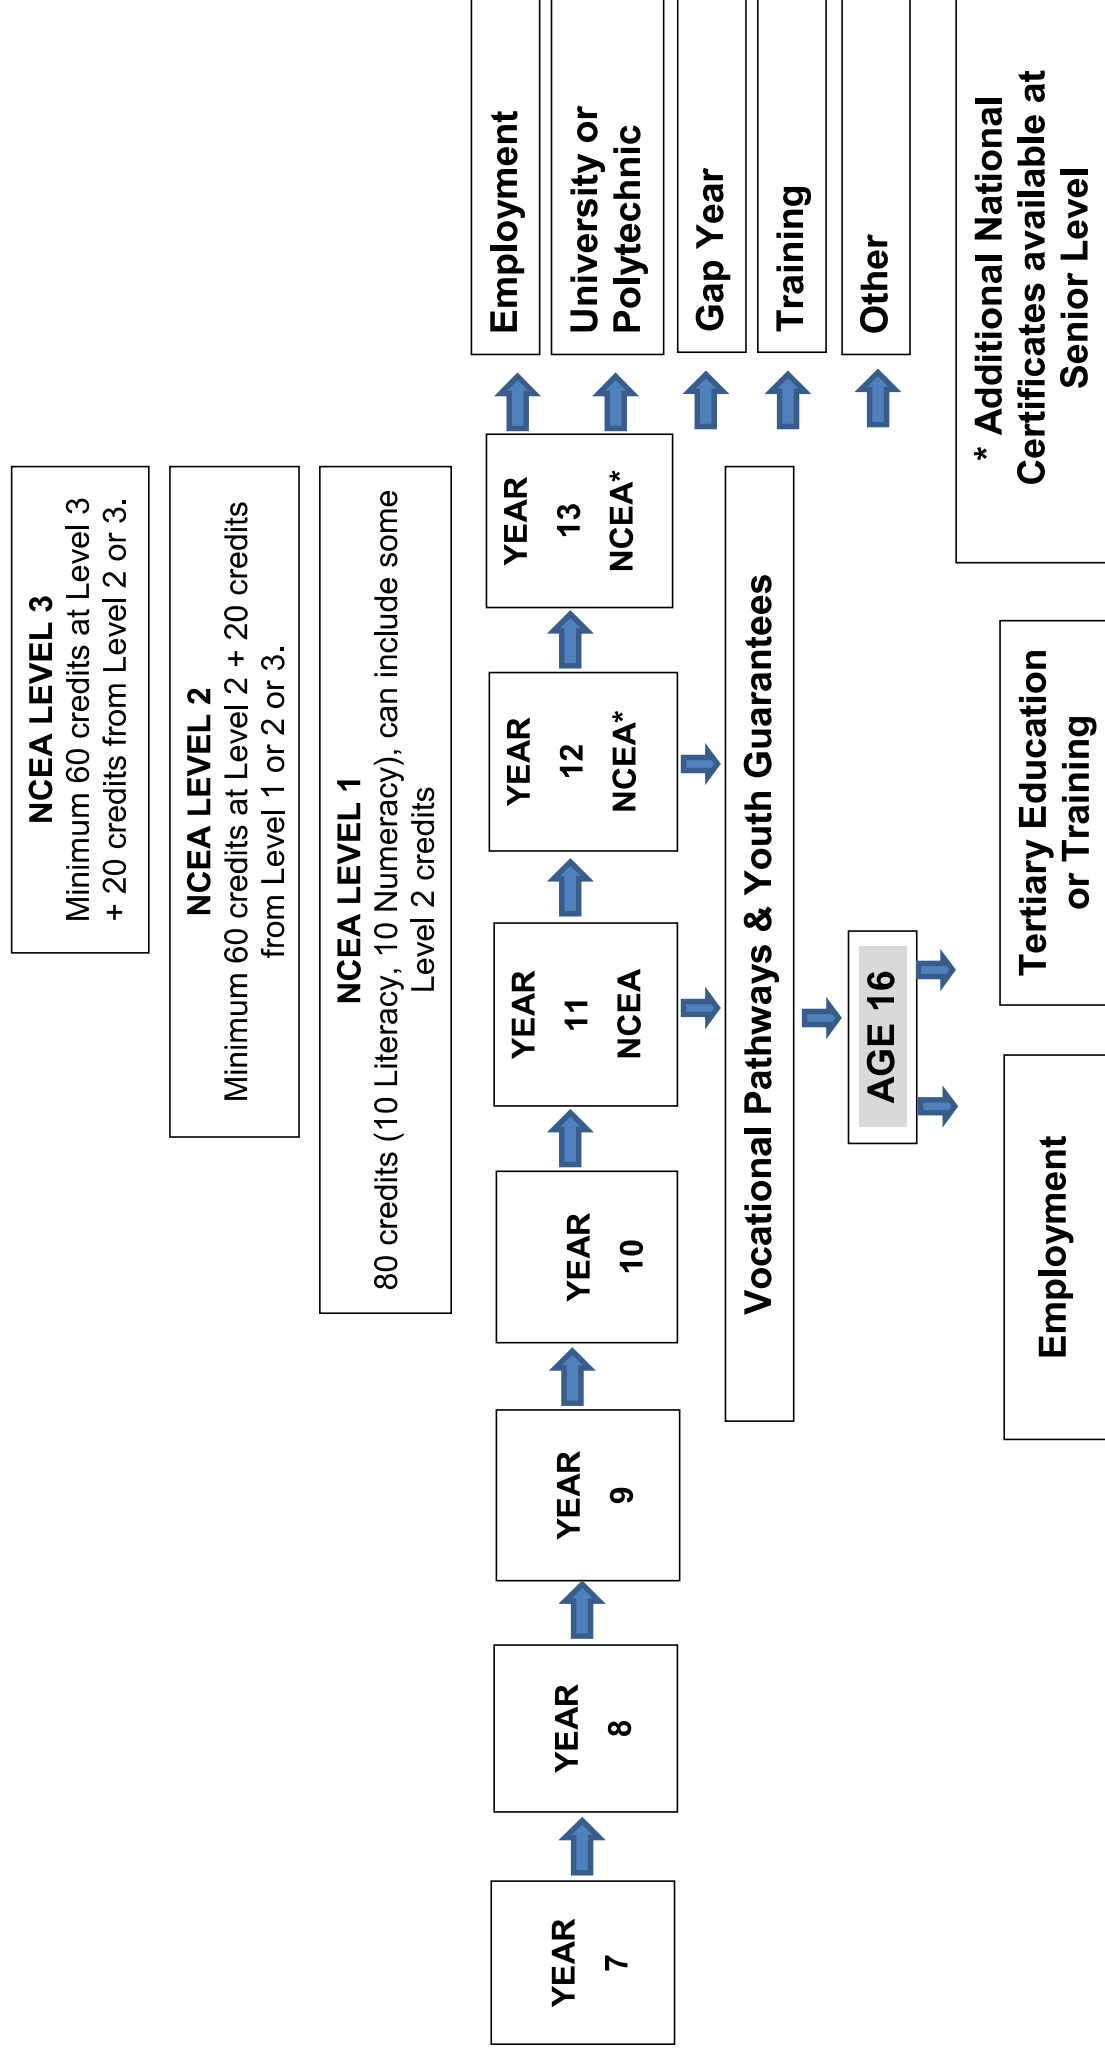 NCEA LEVEL 3
Minimum 60 credits at Level 3
+ 20 credits from Level 2 or 3.
NCEA LEVEL 2
Minimum 60 credits at Level 2 + 20 credits
from Level 1 or 2 or 3.
NCEA LEVEL 1
80 credits (10 Literacy, 10 Numeracy), can include some
Level 2 credits
YEAR
7
YEAR
8
YEAR
9
YEAR
10
YEAR
11
NCEA
YEAR
12
NCEA*
YEAR
13
NCEA*
Employment
University or
Polytechnic
Gap Year
Training
Other
Vocational Pathways & Youth Guarantees
AGE 16
Employment
Tertiary Education
or Training
* Additional National
Certificates available at
Senior Level